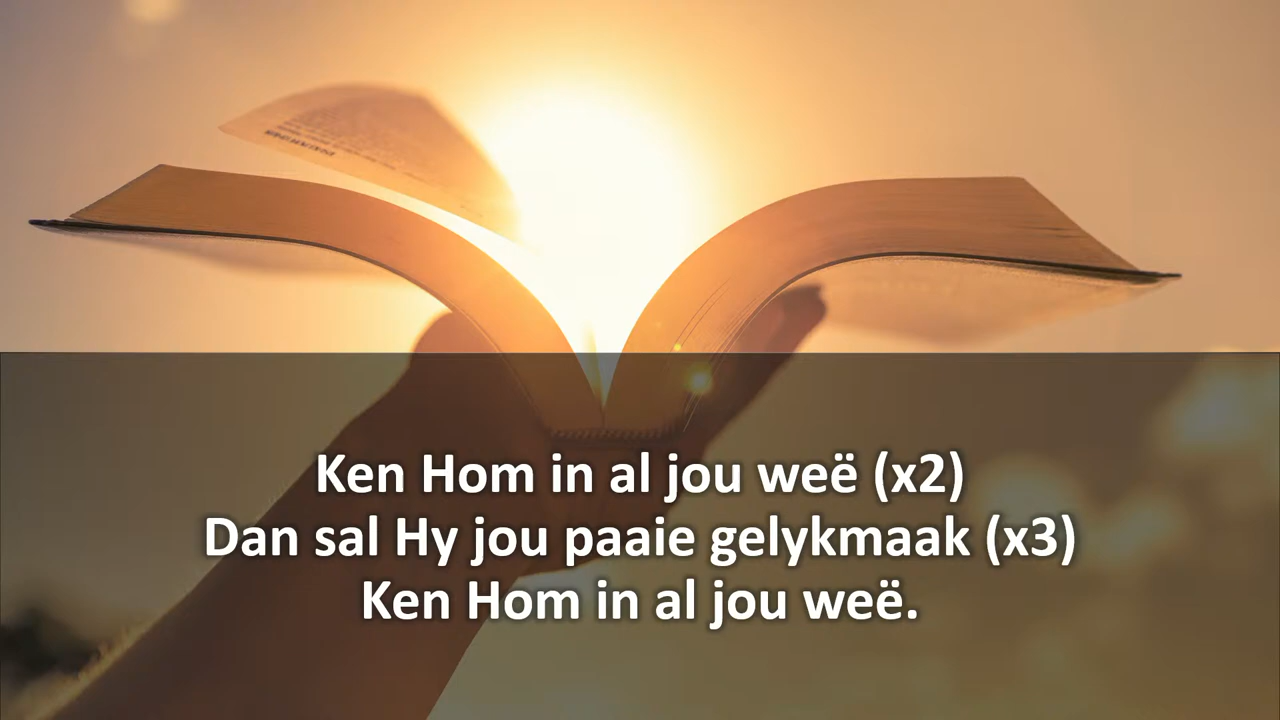 Ken Hom in al jou weë (x2)
Dan sal Hy jou paaie gelykmaak (x3)
Ken Hom in al jou weë.